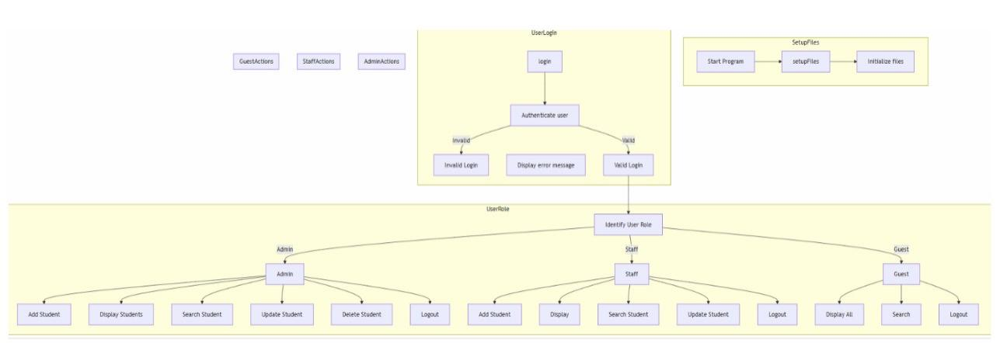 UserLogin
SetupFiles
GuestActions
StaffActions
AdminActions
login
Start Program
setupFiles
Initialize files
Authenticate user
Invalid
Valid
Invalid Login
Display error message
Valid Login
UserRole
Identify User Role
Admin
Staff
Guest
Admin
Staff
Guest
Add Student
Display Students
Search Student
Update Student
Delete Student
Logout
Add Student
Display
Search Student
Update Student
Logout
Display All
Search
Logout